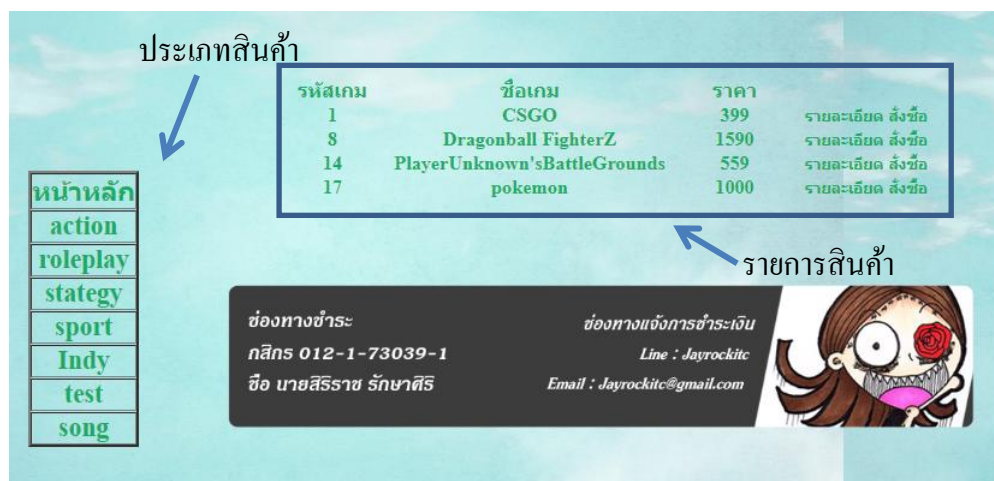 ประเภทสินค้า
รหัสเกม ชื่อเกม ราคา
1 CSGO 399 รายละเอียด สั่งซื้อ
8 Dragonball FighterZ 1590 รายละเอียด สั่งซื้อ
14 PlayerUnknown'sBattleGrounds 559 รายละเอียด สั่งซื้อ
17 pokemon 1000 รายละเอียด สั่งซื้อ
หน้าหลัก
action
roleplay
stategy
sport
Indy
test
song
รายการสินค้า
ช่องทางชำระ
กสิกร 012-1-73039-1
ชื่อ นายสิริราช รักษาศิริ
ช่องทางแจ้งการชำระเงิน
Line : Jayrockitc
Email : Jayrockitc@gmail.com